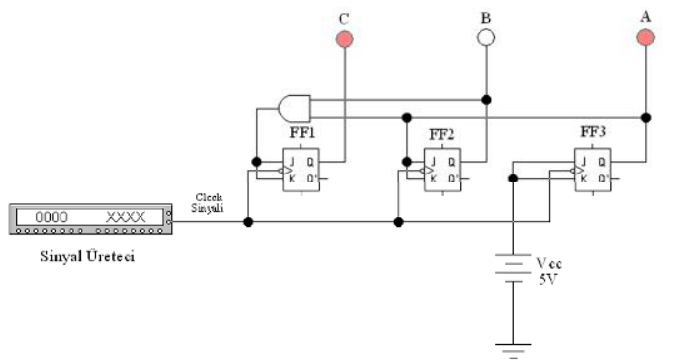 C
B
A
FF1
FF2
FF3
J Q
K Q'
J Q
K Q'
J Q
K Q'
Clock
Sinyali
0000 XXXX
Sinyal Üreteci
Vcc
5V